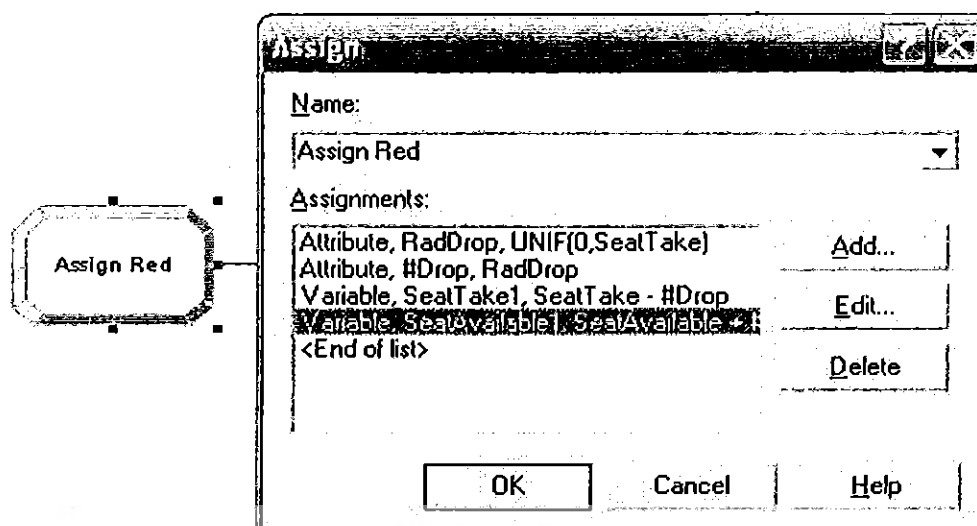 Assign
Name:
Assign Red
Assignments:
Attribute, RadDrop, UNIF(0,SeatTake)
Attribute, #Drop, RadDrop
Variable, SeatTake1, SeatTake - #Drop
Variable, SeatAvailable1, SeatAvailable +
<End of list>
Add...
Edit...
Delete
OK
Cancel
Help
Assign Red